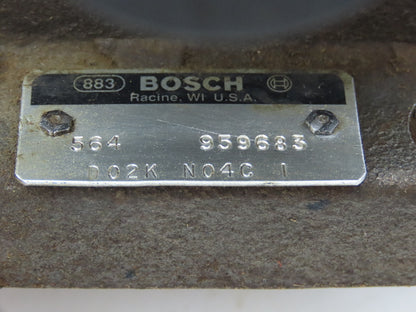 883 BOSCH
Racine, WI U.S.A.
564 959683
D02K N04C 1